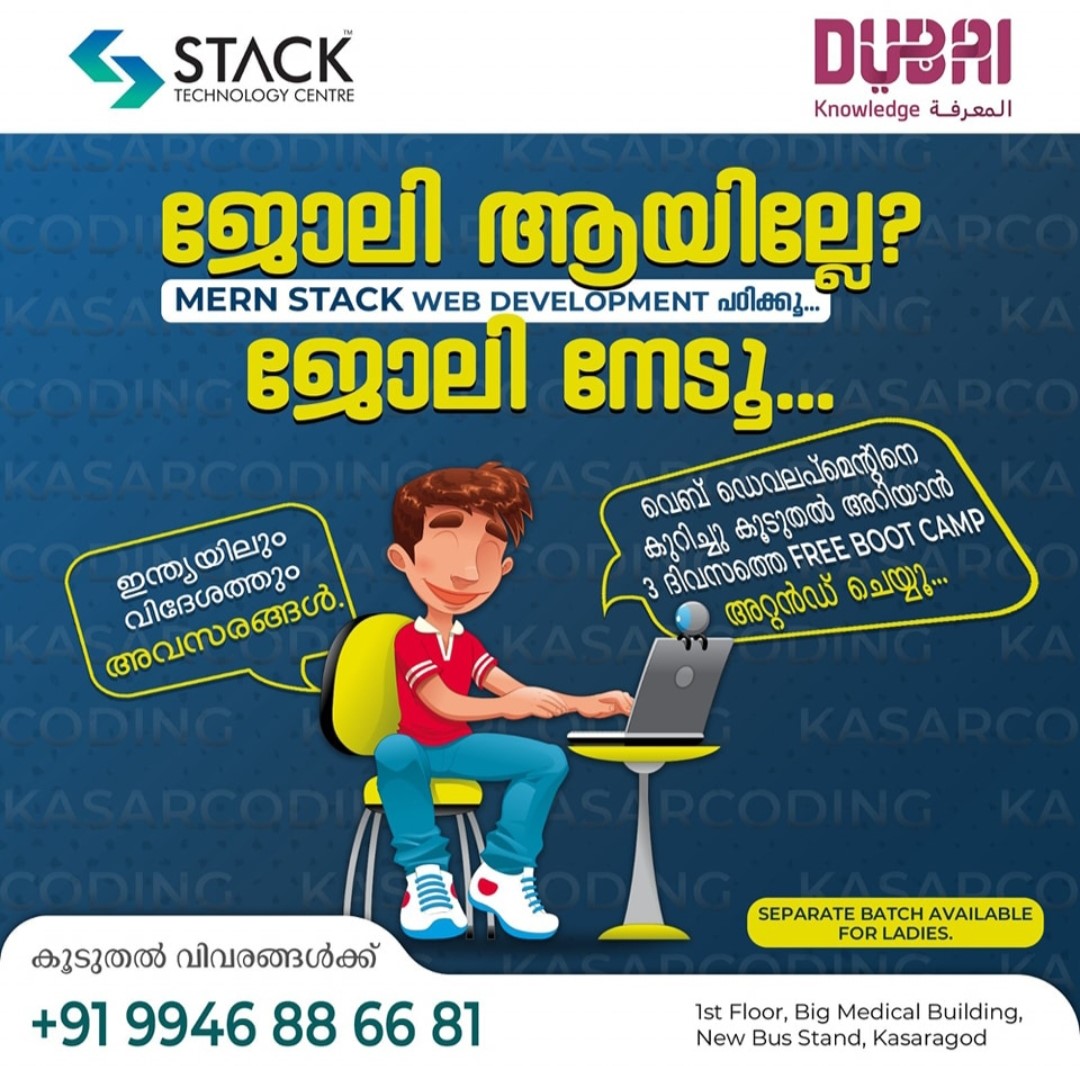 STACK™
TECHNOLOGY CENTRE
DUBAI
Knowledge المعرفة
ജോലി ആയില്ലേ?
MERN STACK WEB DEVELOPMENT പഠിക്കൂ...
ജോലി നേടൂ...
വെബ് ഡെവലപ്മെന്റിനെ
കുറിച്ചു കൂടുതൽ അറിയാൻ
3 ദിവസത്തെ FREE BOOT CAMP
അറ്റൻഡ് ചെയ്യൂ...
ഇന്ത്യയിലും
വിദേശത്തും
അവസരങ്ങൾ.
KASARCODING
SEPARATE BATCH AVAILABLE
FOR LADIES.
കൂടുതൽ വിവരങ്ങൾക്ക്
+91 9946 88 66 81
1st Floor, Big Medical Building,
New Bus Stand, Kasaragod